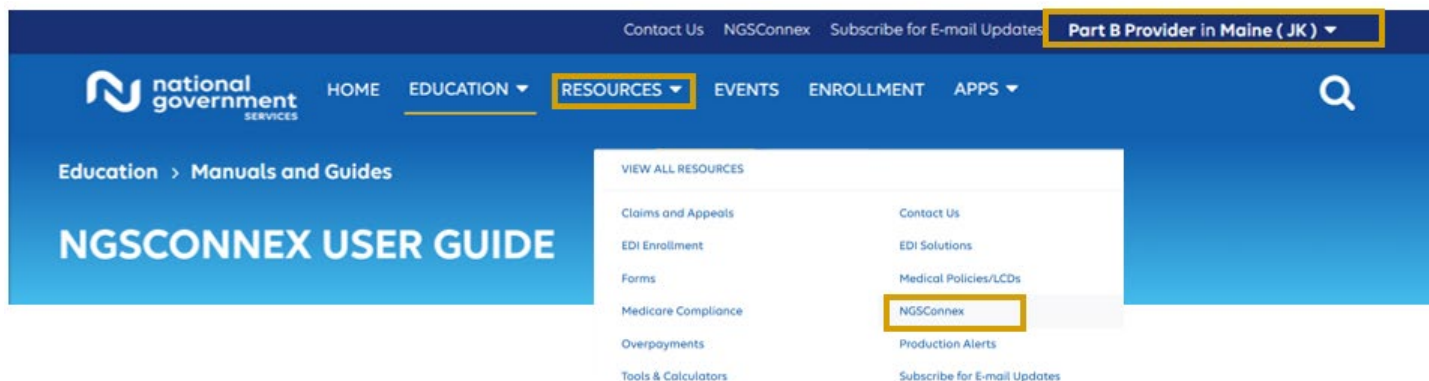 Contact Us NGSConnex Subscribe for E-mail Updates Part B Provider in Maine ( JK )
national
government
SERVICES
HOME EDUCATION RESOURCES EVENTS ENROLLMENT APPS
Education > Manuals and Guides
NGSCONNEX USER GUIDE
VIEW ALL RESOURCES
Claims and Appeals Contact Us
EDI Enrollment EDI Solutions
Forms Medical Policies/LCDs
Medicare Compliance NGSConnex
Overpayments Production Alerts
Tools & Calculators Subscribe for E-mail Updates